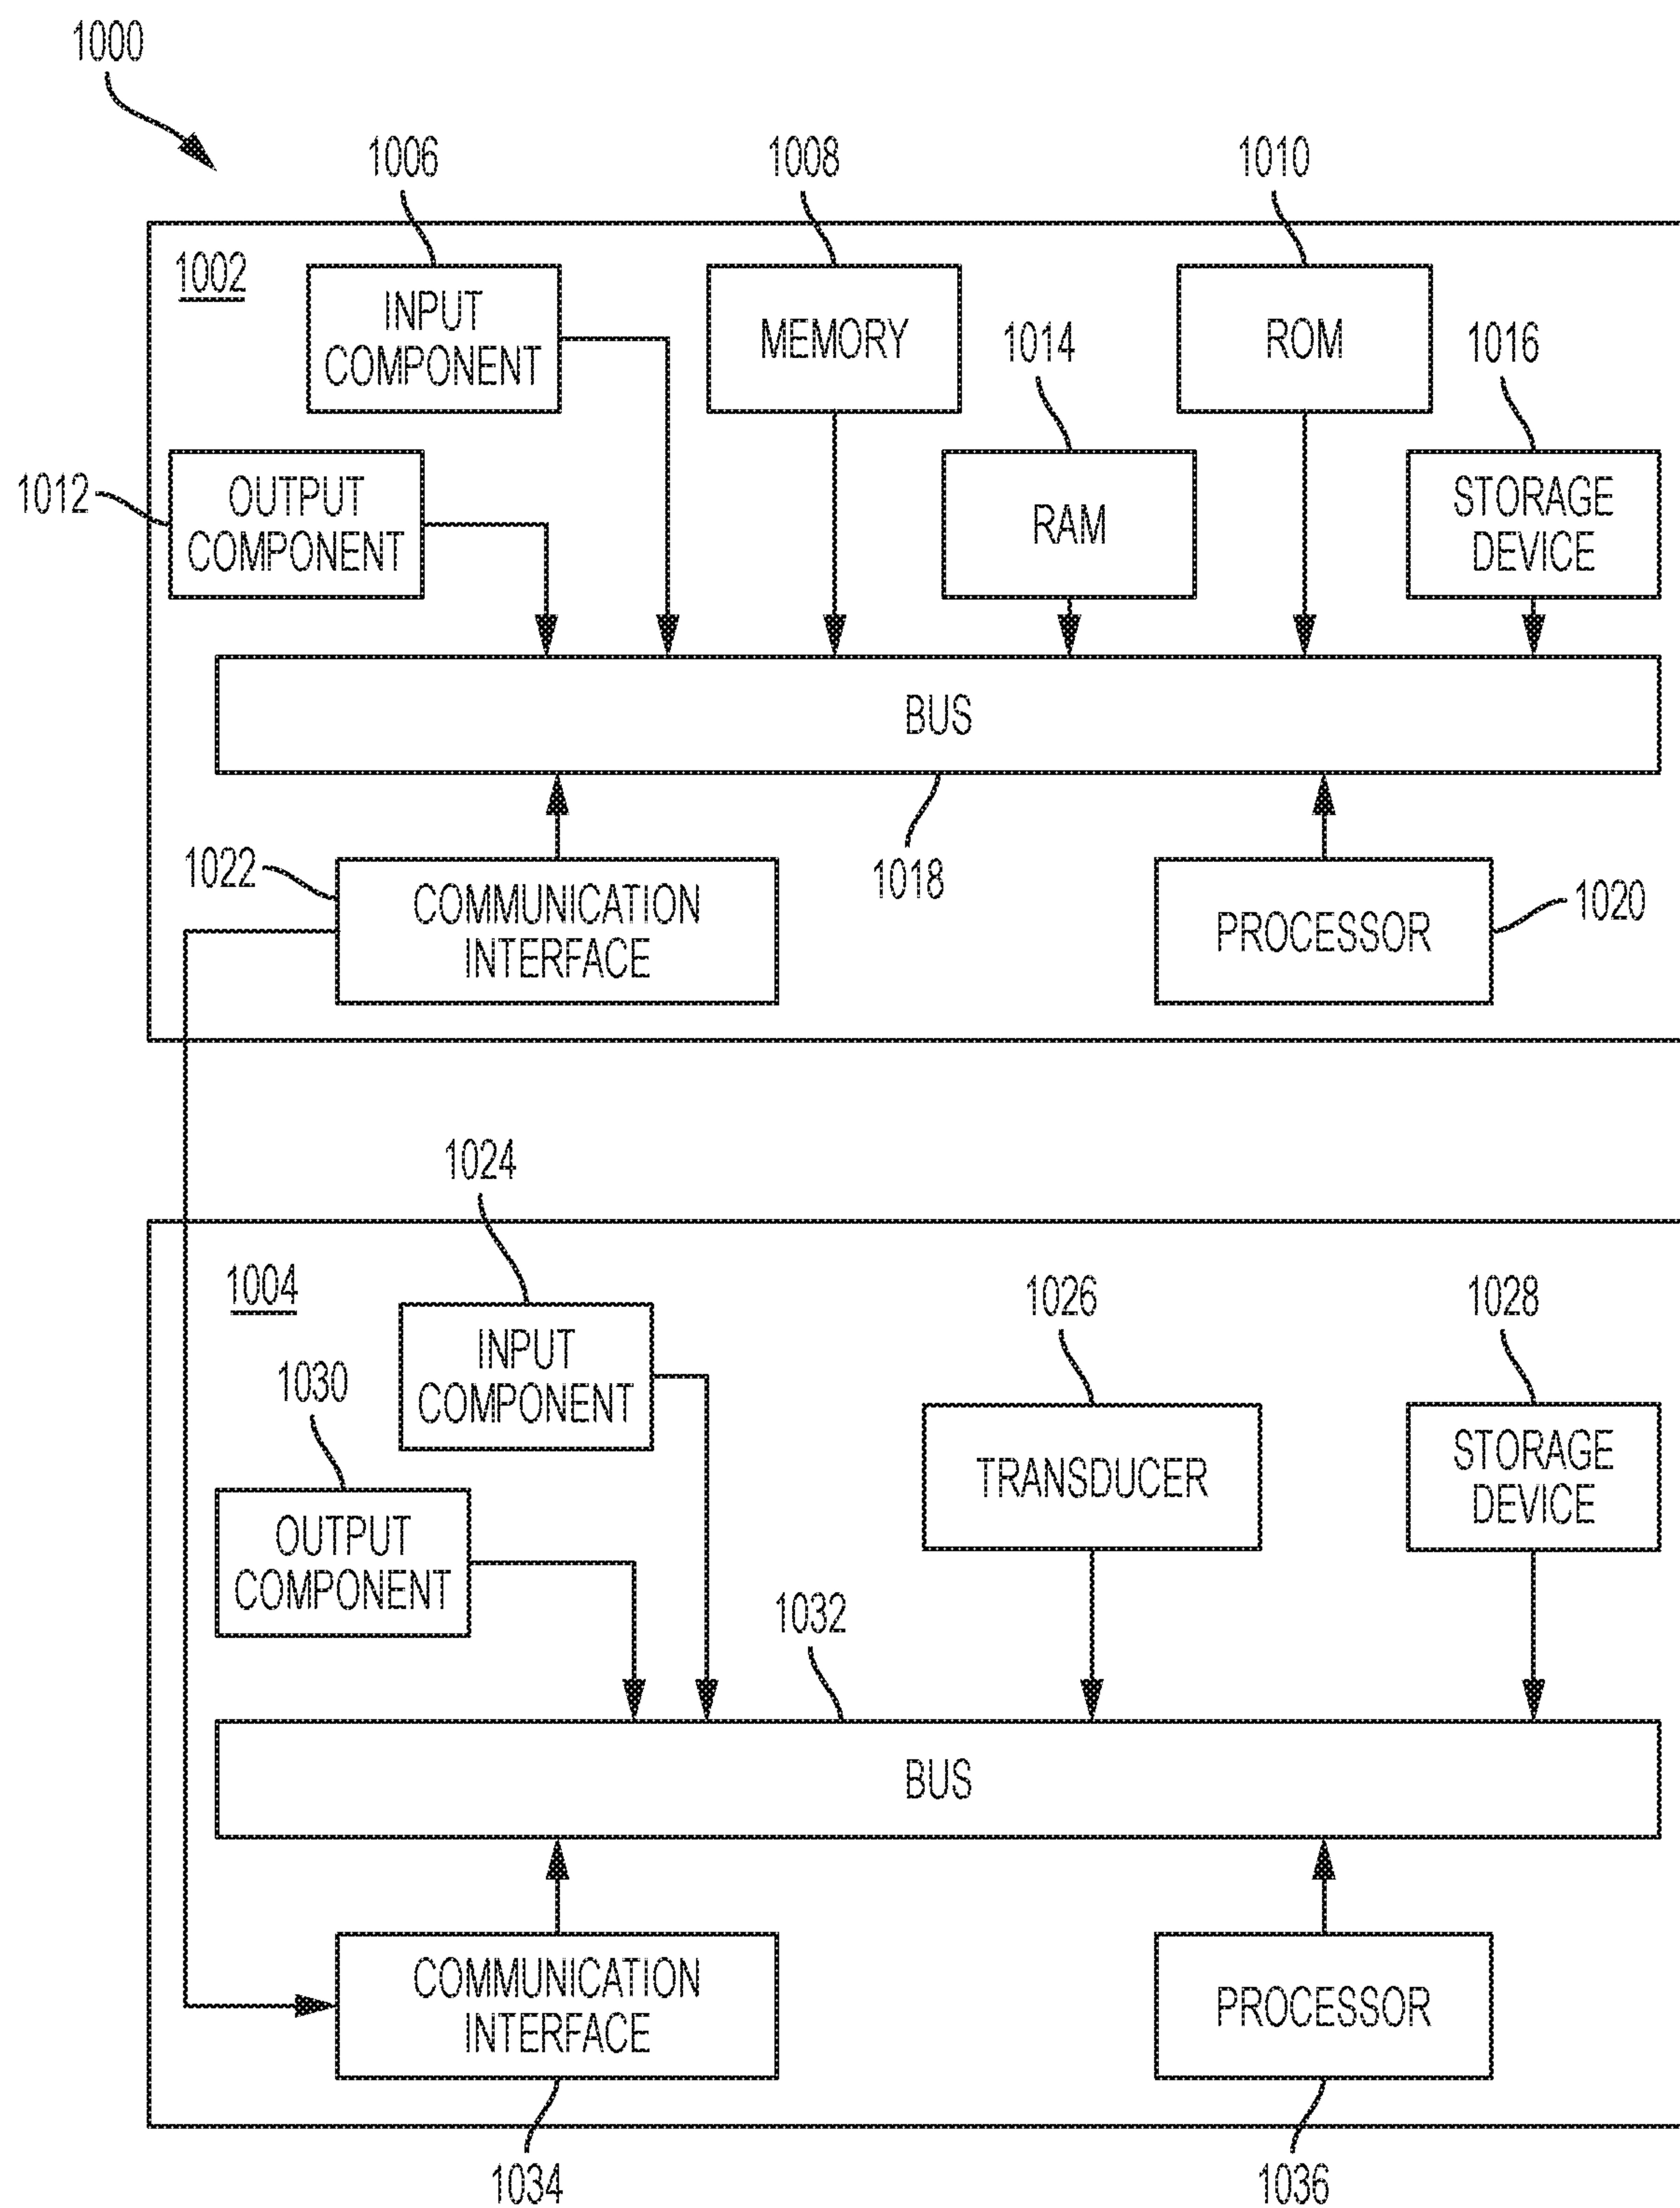 1000
1006
1008
1010
1002
INPUT
COMPONENT
MEMORY
1014
ROM
1016
1012
OUTPUT
COMPONENT
RAM
STORAGE
DEVICE
BUS
1022
COMMUNICATION
INTERFACE
1018
PROCESSOR
1020
1024
1004
INPUT
COMPONENT
1026
1028
1030
TRANSDUCER
STORAGE
DEVICE
OUTPUT
COMPONENT
1032
BUS
COMMUNICATION
INTERFACE
PROCESSOR
1034
1036